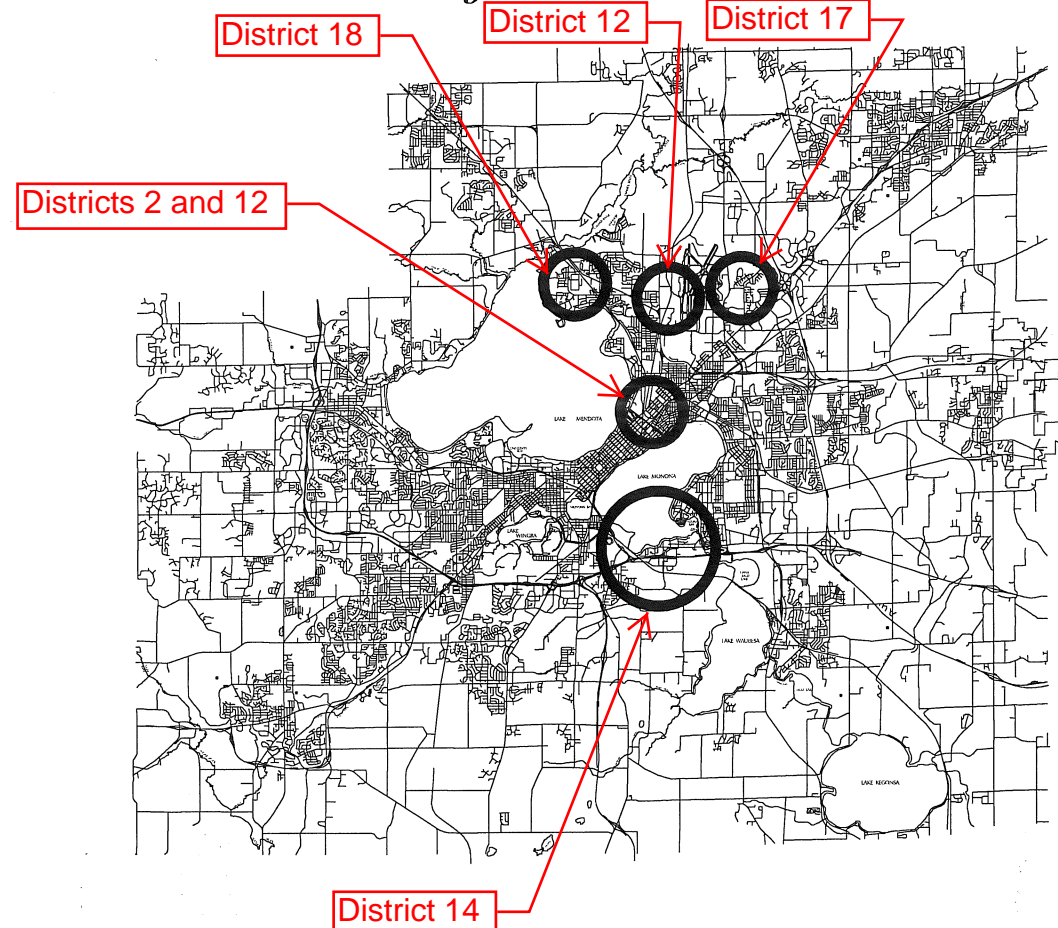 District 18
District 12
District 17
Districts 2 and 12
LAKE MENDOTA
LAKE MONONA
LAKE
WINGRA
LAKE WAUBESA
LAKE KEGONSA
District 14